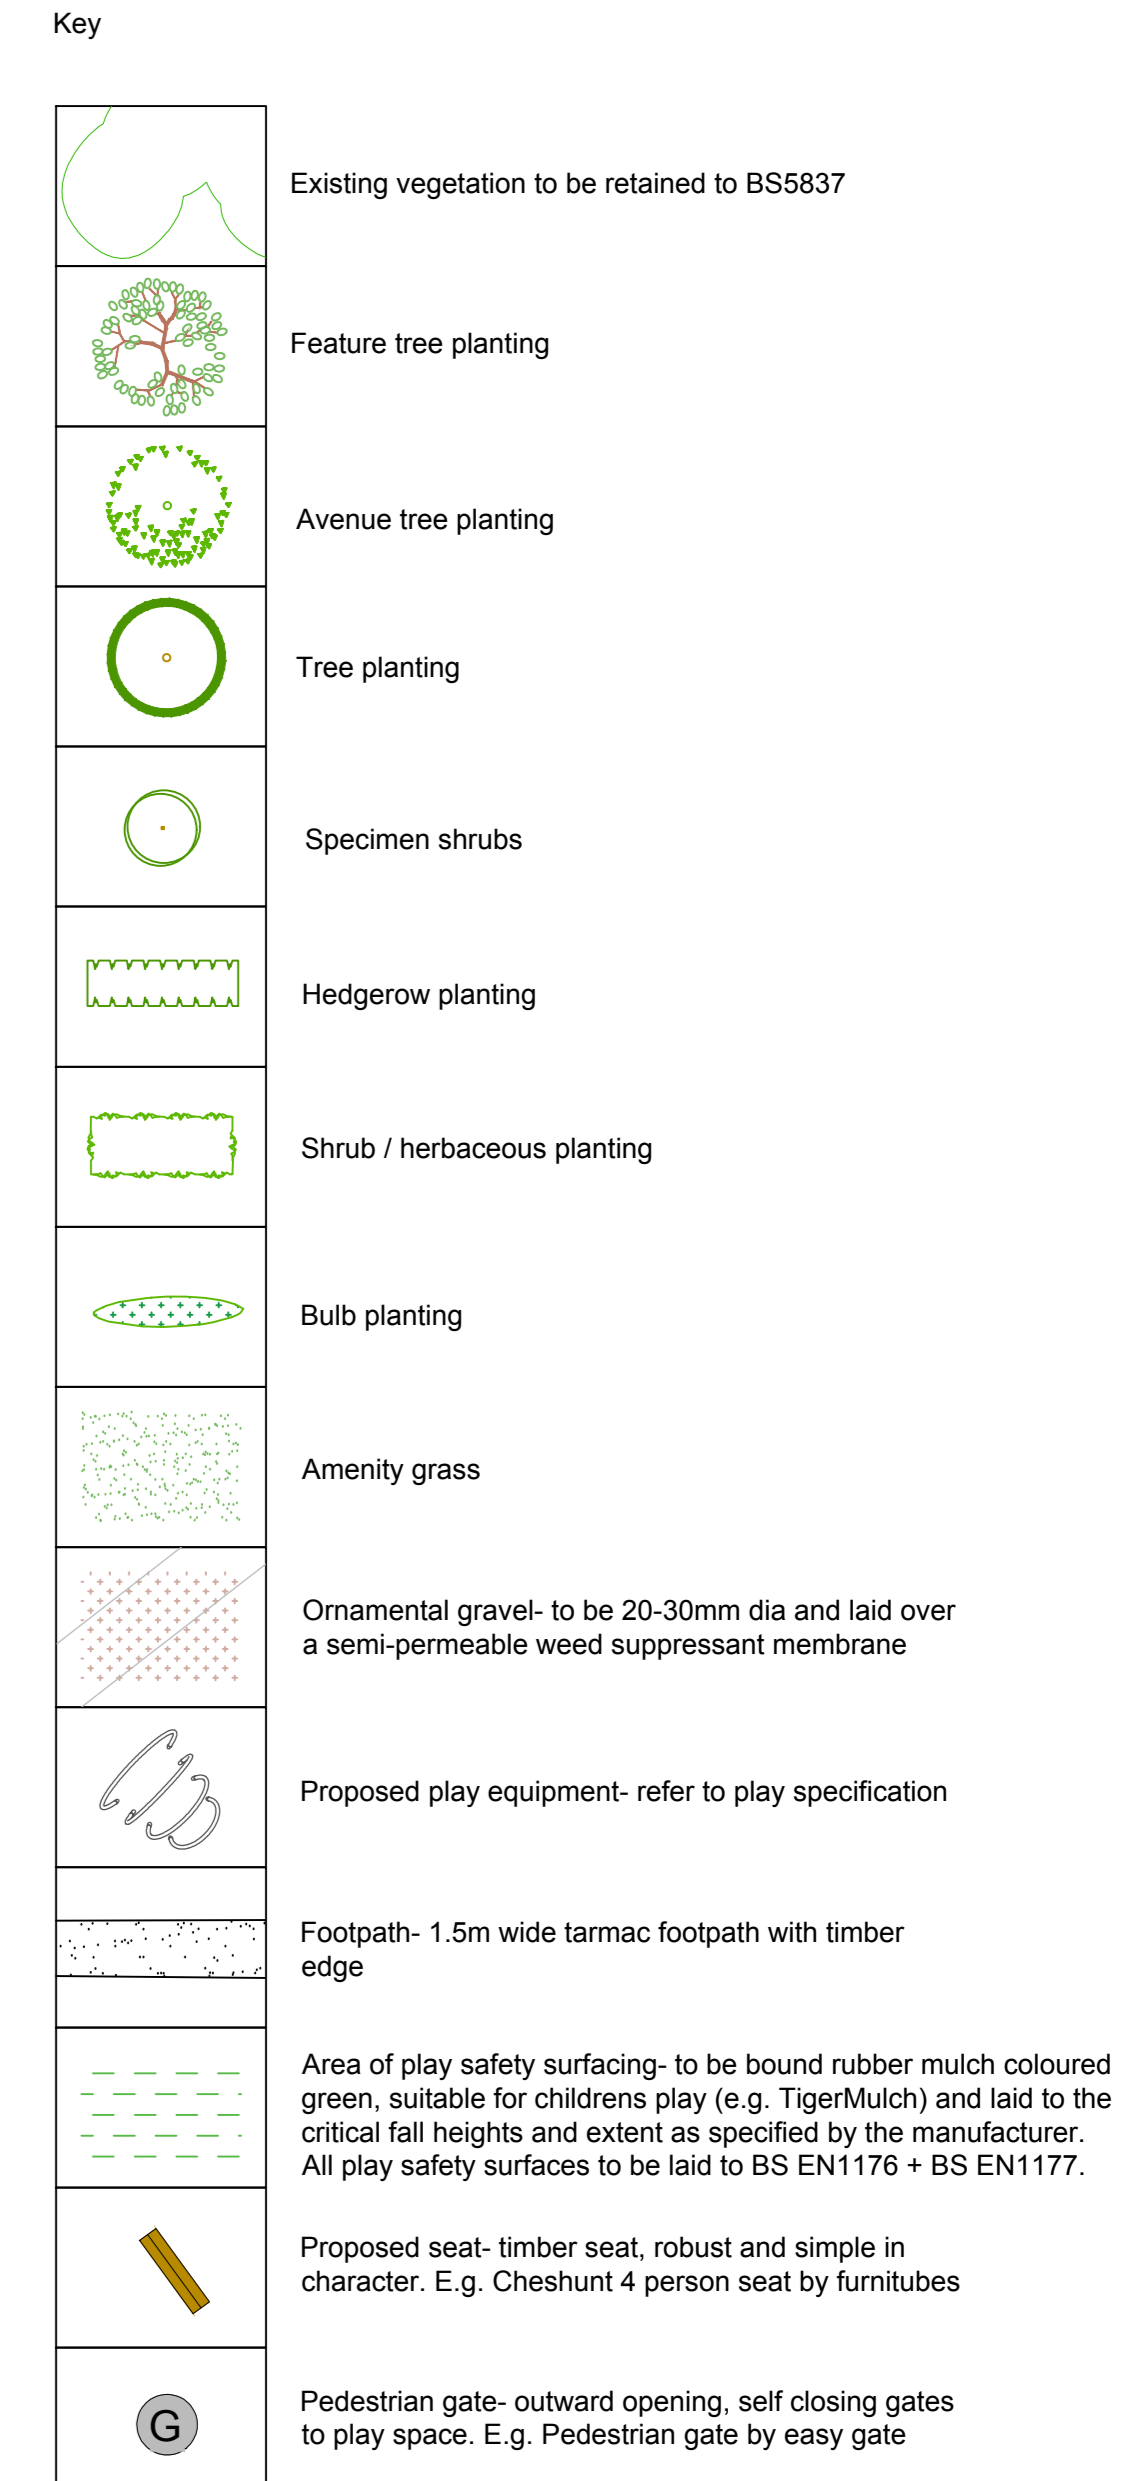 Key
Existing vegetation to be retained to BS5837
Feature tree planting
Avenue tree planting
Tree planting
Specimen shrubs
Hedgerow planting
Shrub / herbaceous planting
Bulb planting
Amenity grass
Ornamental gravel- to be 20-30mm dia and laid over
a semi-permeable weed suppressant membrane
Proposed play equipment- refer to play specification
Footpath- 1.5m wide tarmac footpath with timber
edge
Area of play safety surfacing- to be bound rubber mulch coloured
green, suitable for childrens play (e.g. TigerMulch) and laid to the
critical fall heights and extent as specified by the manufacturer.
All play safety surfaces to be laid to BS EN1176 + BS EN1177.
Proposed seat- timber seat, robust and simple in
character. E.g. Cheshunt 4 person seat by furnitubes
G
Pedestrian gate- outward opening, self closing gates
to play space. E.g. Pedestrian gate by easy gate